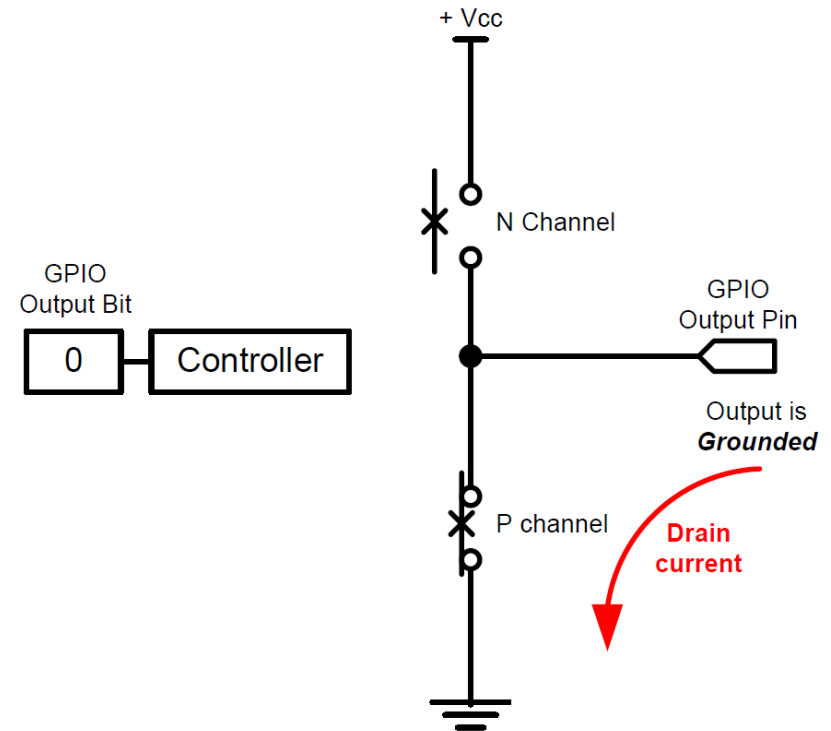 + Vcc
N Channel
GPIO
Output Bit
0
Controller
GPIO
Output Pin
Output is
Grounded
P channel
Drain
current